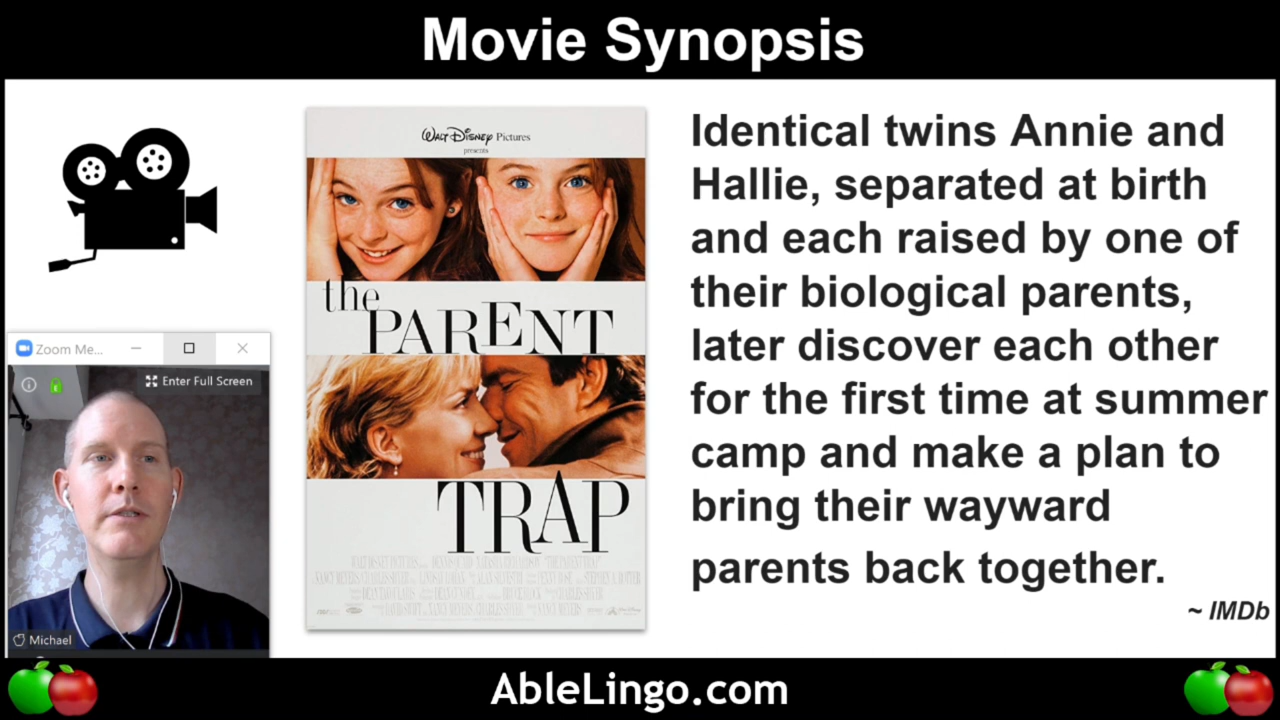 Movie Synopsis
WALT DISNEY Pictures
presents
the
PARENT
TRAP
Identical twins Annie and
Hallie, separated at birth
and each raised by one of
their biological parents,
later discover each other
for the first time at summer
camp and make a plan to
bring their wayward
parents back together.
~ IMDb
Zoom Me...
Enter Full Screen
Michael
AbleLingo.com